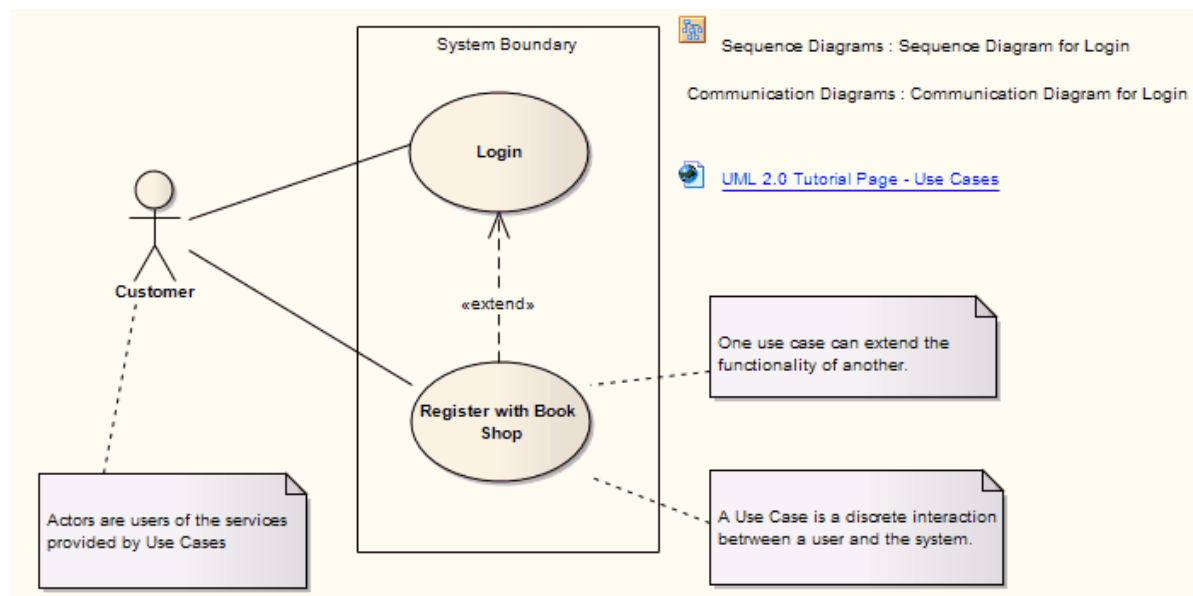 System Boundary
Sequence Diagrams : Sequence Diagram for Login
Communication Diagrams : Communication Diagram for Login
Login
UML 2.0 Tutorial Page - Use Cases
Customer
«extend»
One use case can extend the
functionality of another.
Register with Book
Shop
Actors are users of the services
provided by Use Cases
A Use Case is a discrete interaction
betrween a user and the system.